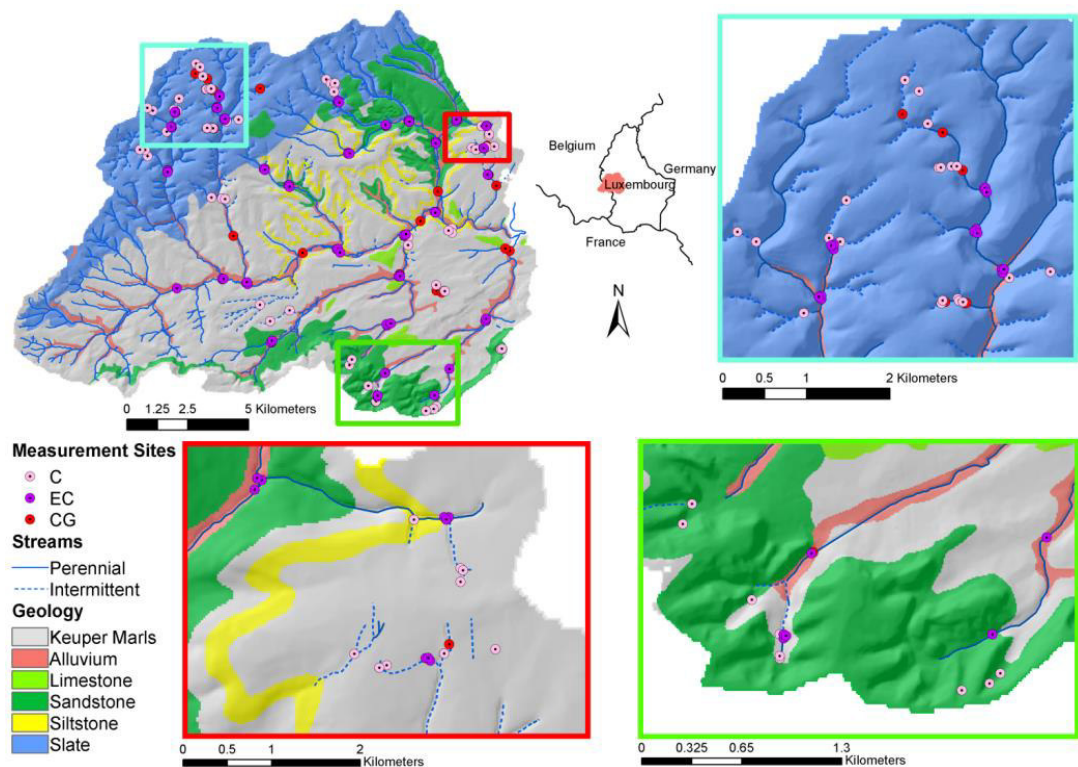 Belgium
Germany
Luxembourg
France
N
0 1.25 2.5 5 Kilometers
0 0.5 1 2 Kilometers
Measurement Sites
C
EC
CG
Streams
Perennial
Intermittent
Geology
Keuper Marls
Alluvium
Limestone
Sandstone
Siltstone
Slate
0 0.5 1 2
Kilometers
0 0.325 0.65 1.3
Kilometers